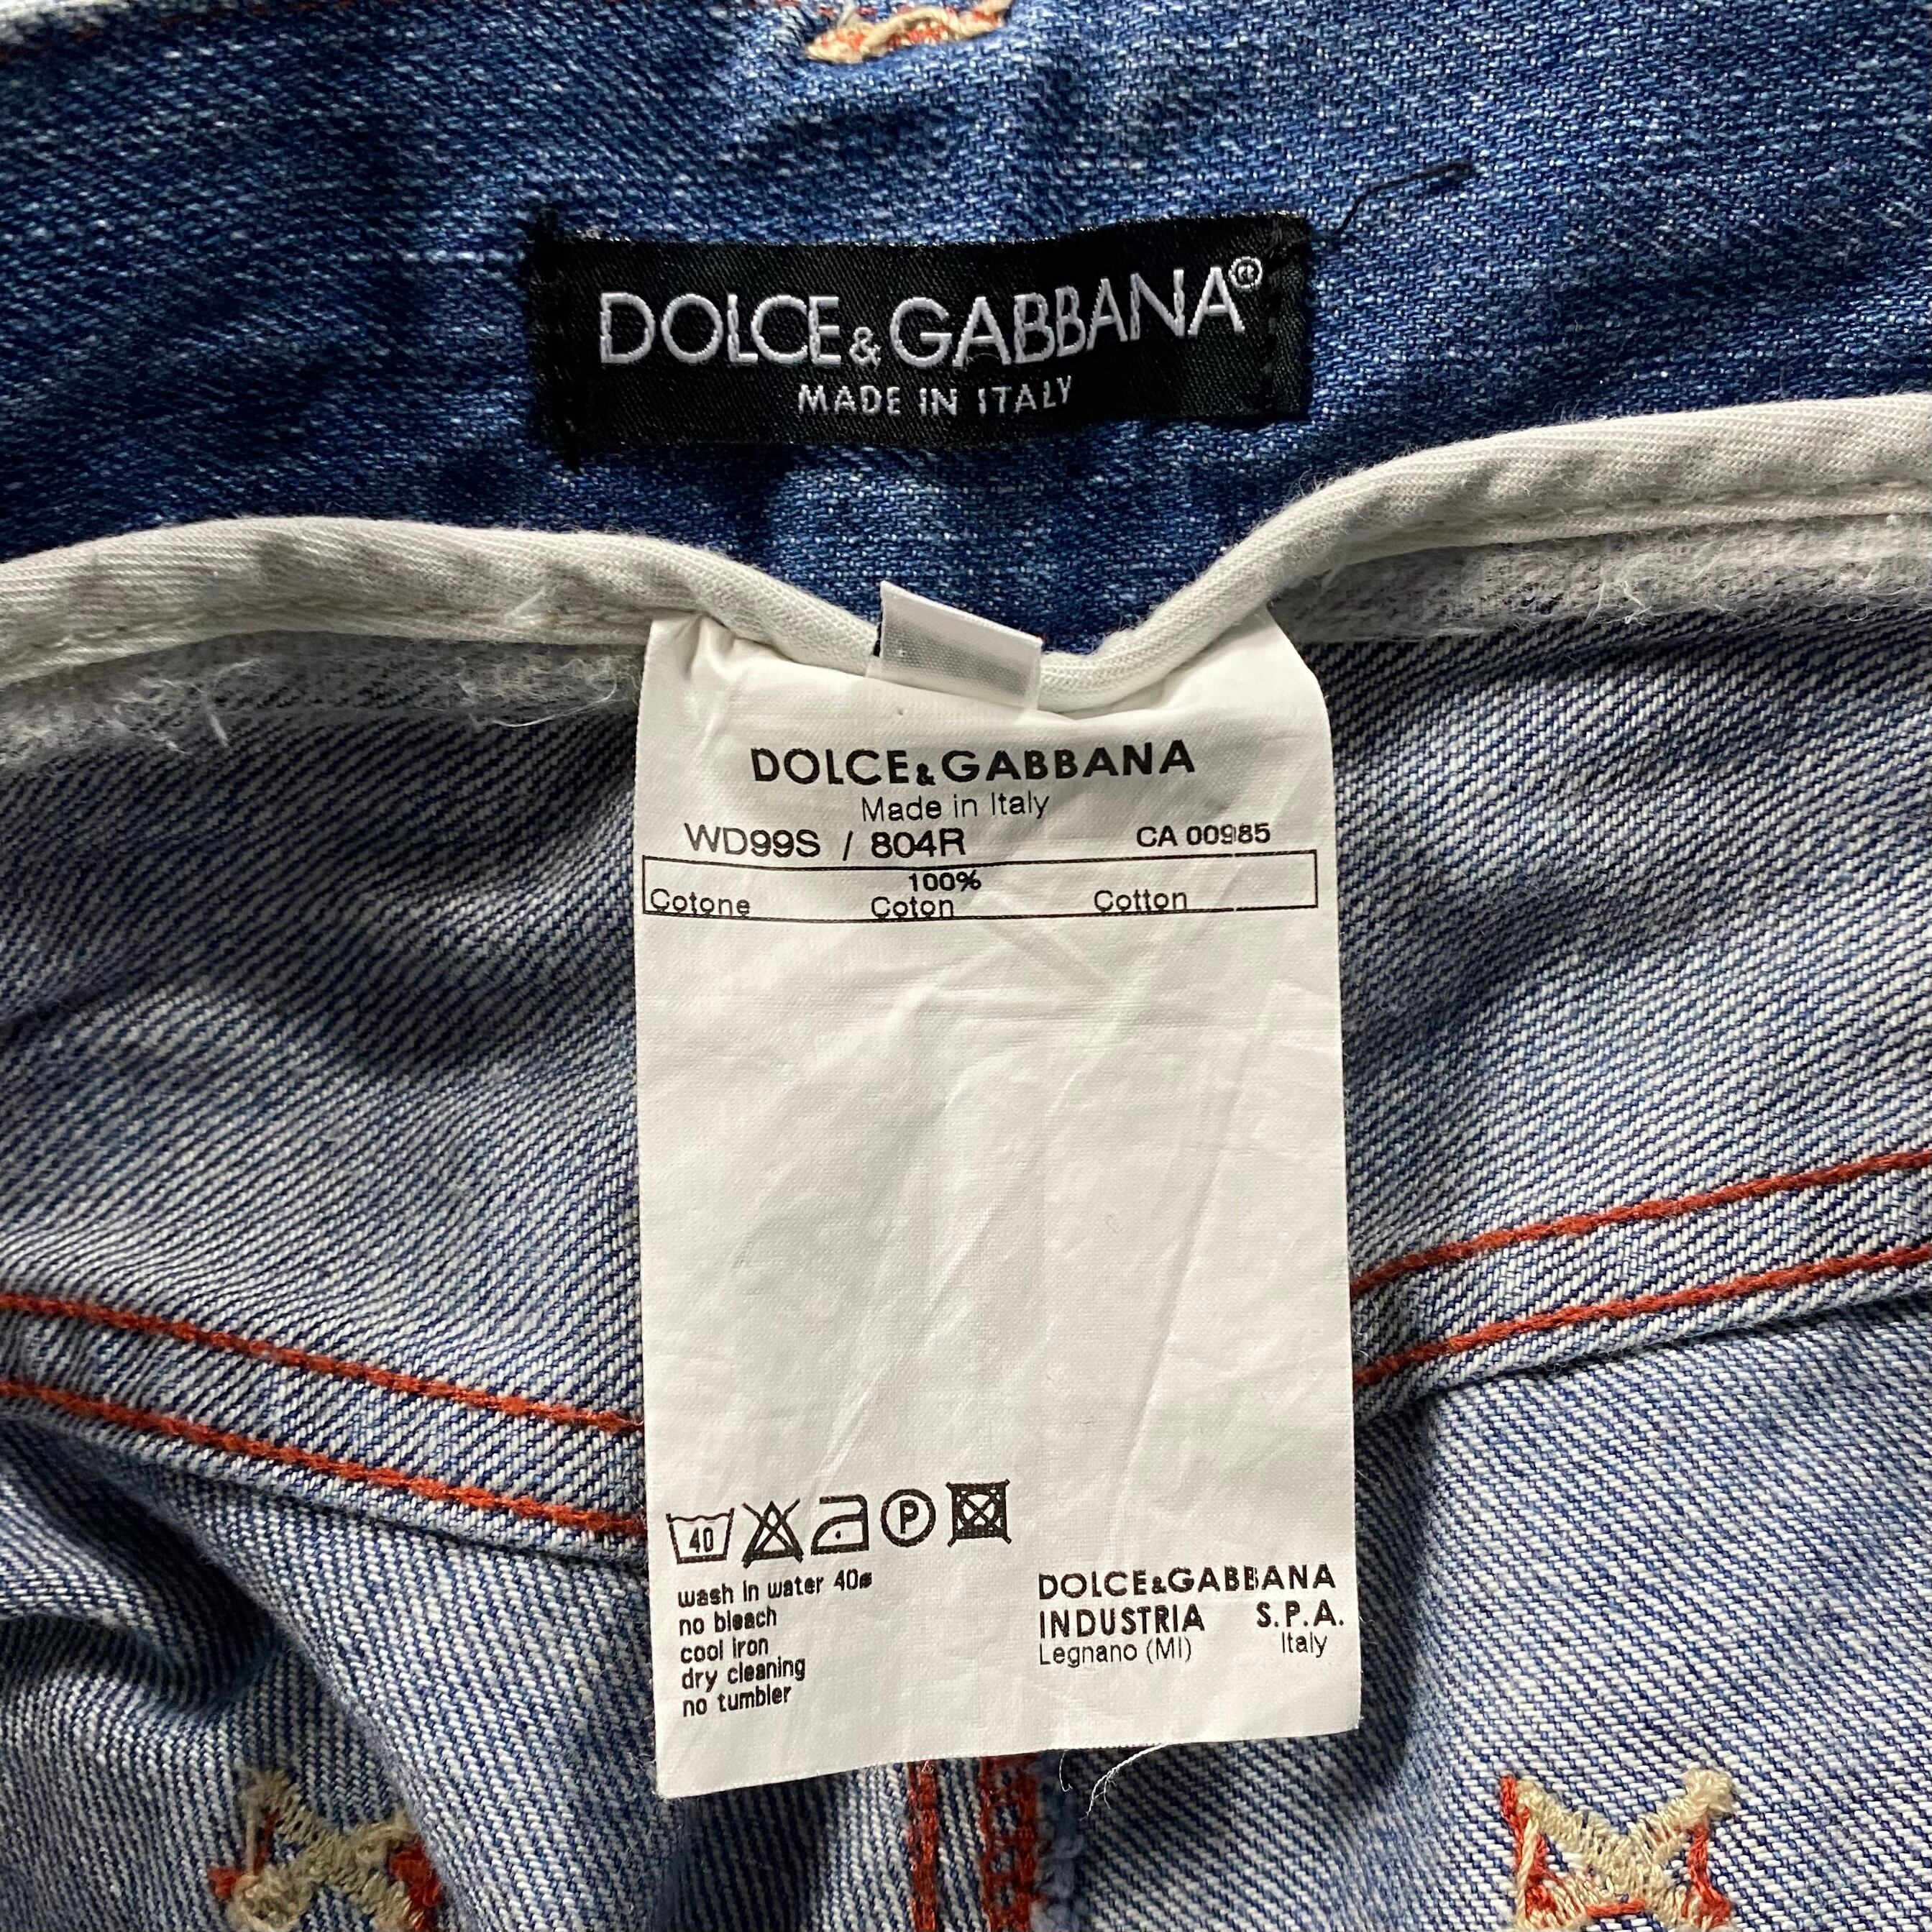 DOLCE & GABBANA®
MADE IN ITALY
DOLCE & GABBANA
Made in Italy
WD99S / 804R CA 00985
100%
Cotone Coton Cotton
40 P
wash in water 40°
no bleach
cool iron
dry cleaning
no tumbler
DOLCE & GABBANA
INDUSTRIA S.P.A.
Legnano (MI) Italy